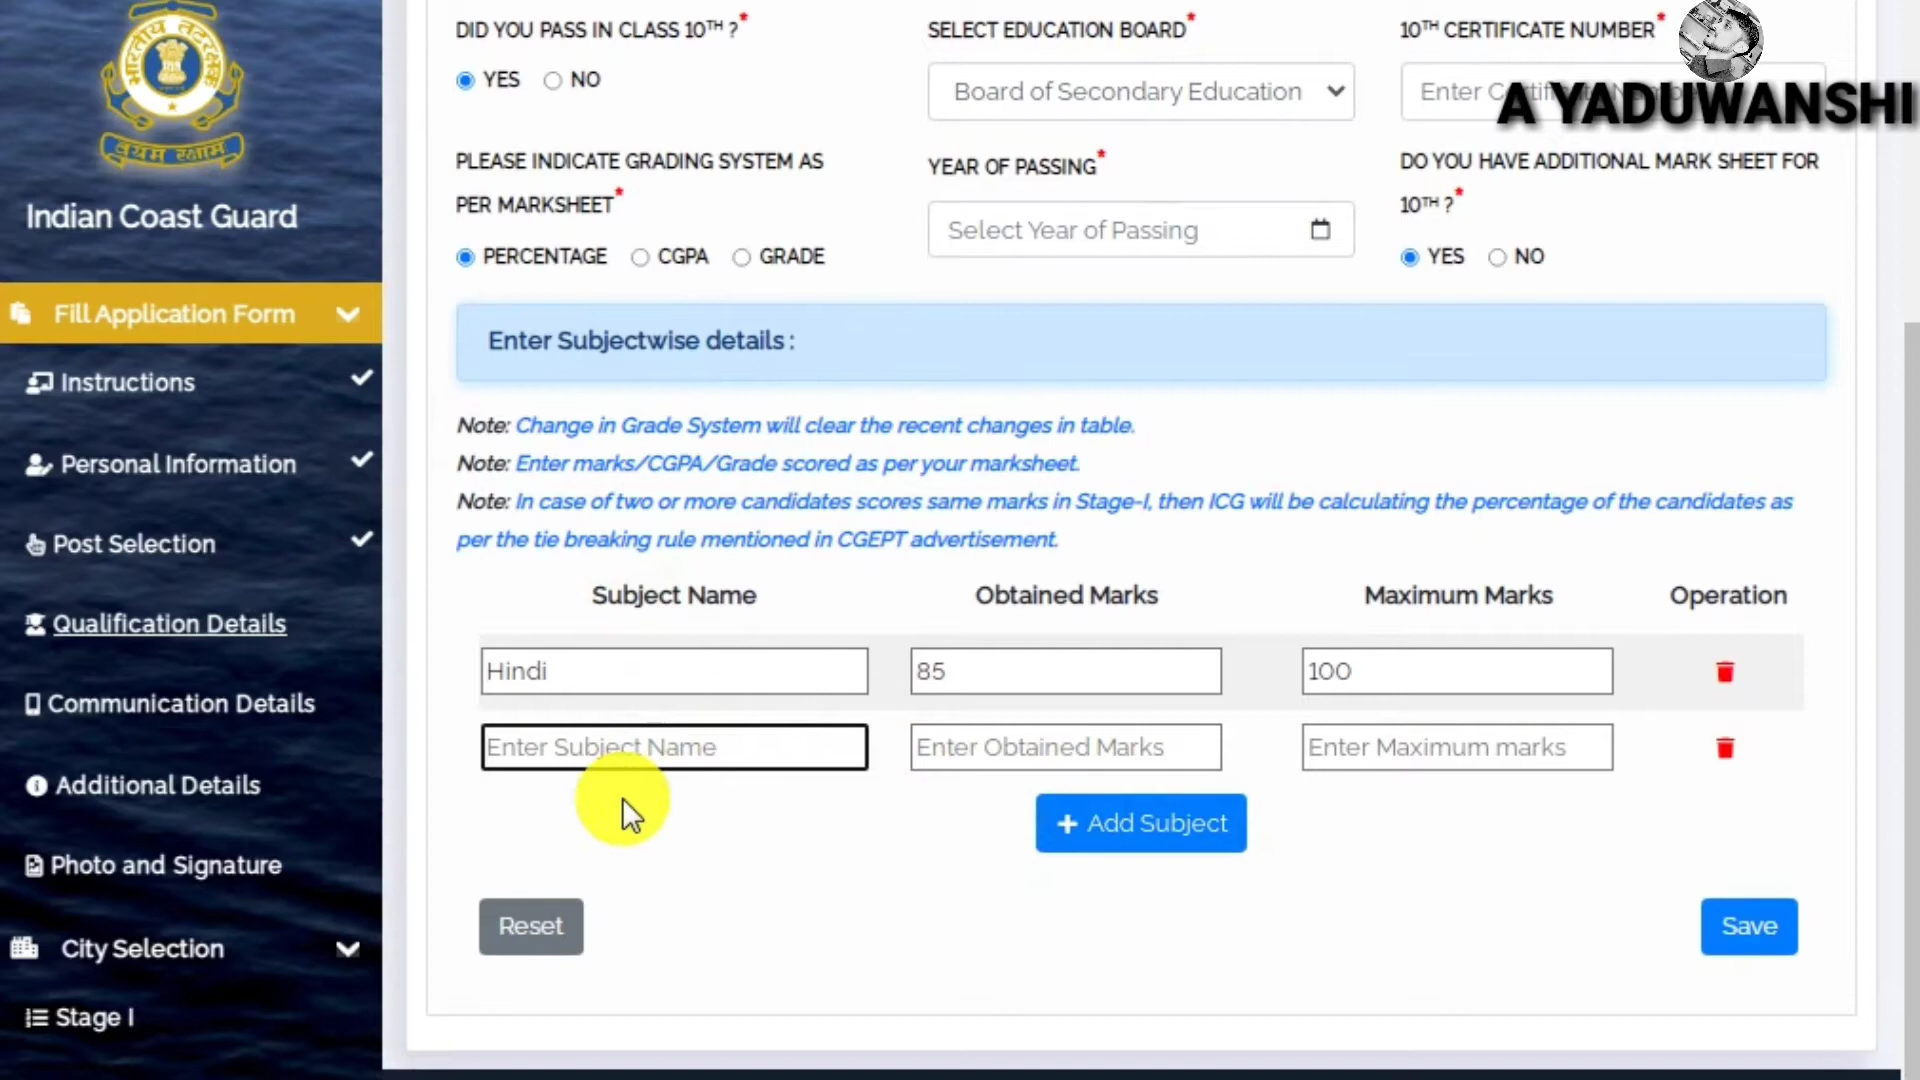 भारतीय तटरक्षक
वयम् रक्षामः
Indian Coast Guard
Fill Application Form
Instructions
Personal Information
Post Selection
Qualification Details
Communication Details
Additional Details
Photo and Signature
City Selection
Stage I
DID YOU PASS IN CLASS 10TH ?*
YES NO
SELECT EDUCATION BOARD*
Board of Secondary Education
10TH CERTIFICATE NUMBER*
Enter
A YADUWANSHI
PLEASE INDICATE GRADING SYSTEM AS
PER MARKSHEET*
PERCENTAGE CGPA GRADE
YEAR OF PASSING*
Select Year of Passing
DO YOU HAVE ADDITIONAL MARK SHEET FOR
10TH ?*
YES NO
Enter Subjectwise details :
Note: Change in Grade System will clear the recent changes in table.
Note: Enter marks/CGPA/Grade scored as per your marksheet.
Note: In case of two or more candidates scores same marks in Stage-I, then ICG will be calculating the percentage of the candidates as
per the tie breaking rule mentioned in CGEPT advertisement.
Subject Name Obtained Marks Maximum Marks Operation
Hindi 85 100
Enter Subject Name Enter Obtained Marks Enter Maximum marks
+ Add Subject
Reset Save